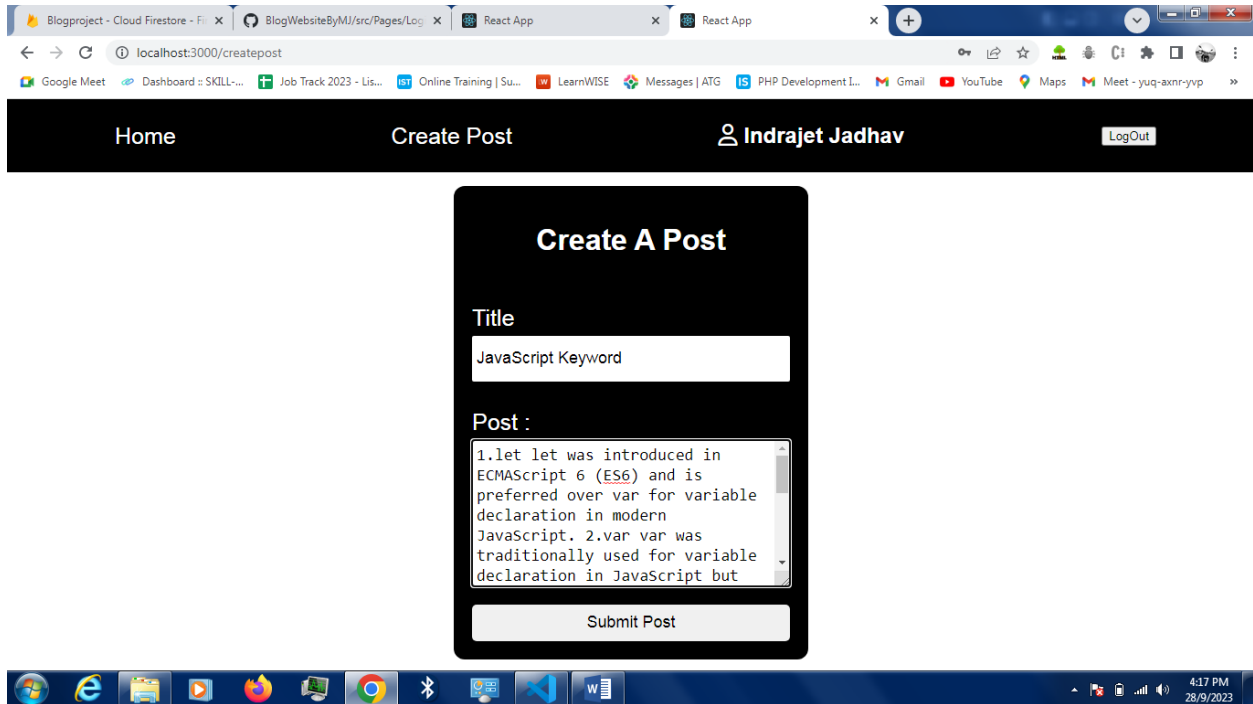 Blogproject - Cloud Firestore - Fi
BlogWebsiteByMJ/src/Pages/Log
React App
React App
localhost:3000/createpost
Google Meet
Dashboard :: SKILL-...
Job Track 2023 - Lis...
IST
Online Training | Su...
LearnWISE
Messages | ATG
IS
PHP Development I...
Gmail
YouTube
Maps
Meet - yuq-axnr-yvp
»
Home
Create Post
Indrajet Jadhav
LogOut
Create A Post
Title
JavaScript Keyword
Post :
1.let let was introduced in
ECMAScript 6 (ES6) and is
preferred over var for variable
declaration in modern
JavaScript. 2.var var was
traditionally used for variable
declaration in JavaScript but
Submit Post
4:17 PM
28/9/2023